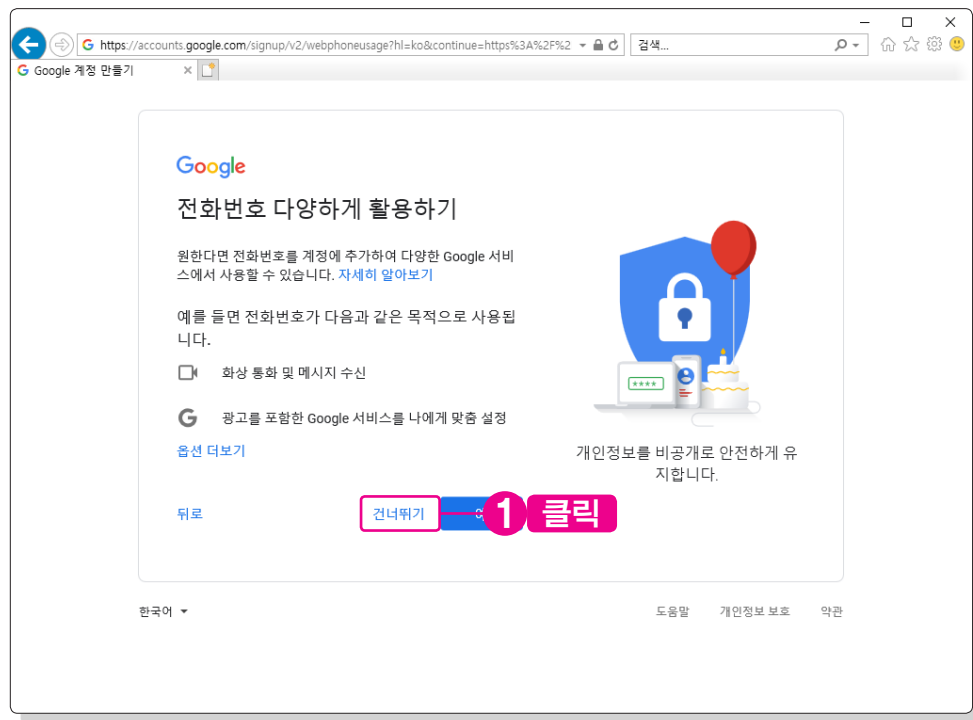 https://accounts.google.com/signup/v2/webphoneusage?hl=ko&continue=https%3A%2F%2
검색...
Google 계정 만들기
Google
전화번호 다양하게 활용하기
원한다면 전화번호를 계정에 추가하여 다양한 Google 서비
스에서 사용할 수 있습니다. 자세히 알아보기
예를 들면 전화번호가 다음과 같은 목적으로 사용됩
니다.
화상 통화 및 메시지 수신
G 광고를 포함한 Google 서비스를 나에게 맞춤 설정
옵션 더보기
****
개인정보를 비공개로 안전하게 유
지합니다.
뒤로 건너뛰기 1 클릭
한국어 도움말 개인정보 보호 약관